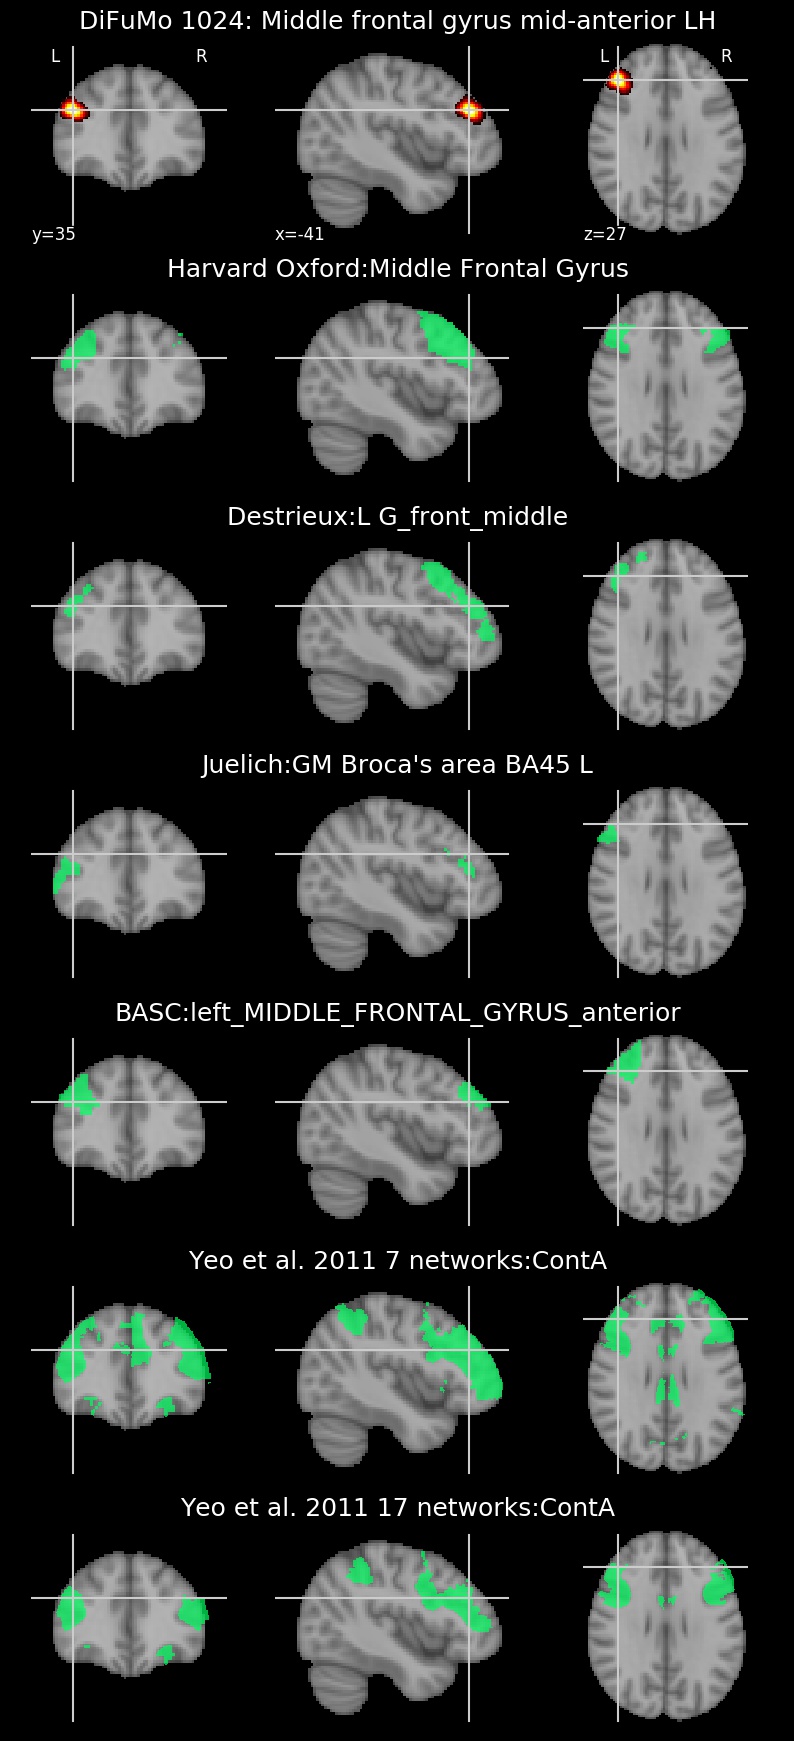 DiFuMo 1024: Middle frontal gyrus mid-anterior LH
L R L R
y=35 x=-41 z=27
Harvard Oxford:Middle Frontal Gyrus
Destrieux:L G_front_middle
Juelich:GM Broca's area BA45 L
BASC:left_MIDDLE_FRONTAL_GYRUS_anterior
Yeo et al. 2011 7 networks:ContA
Yeo et al. 2011 17 networks:ContA